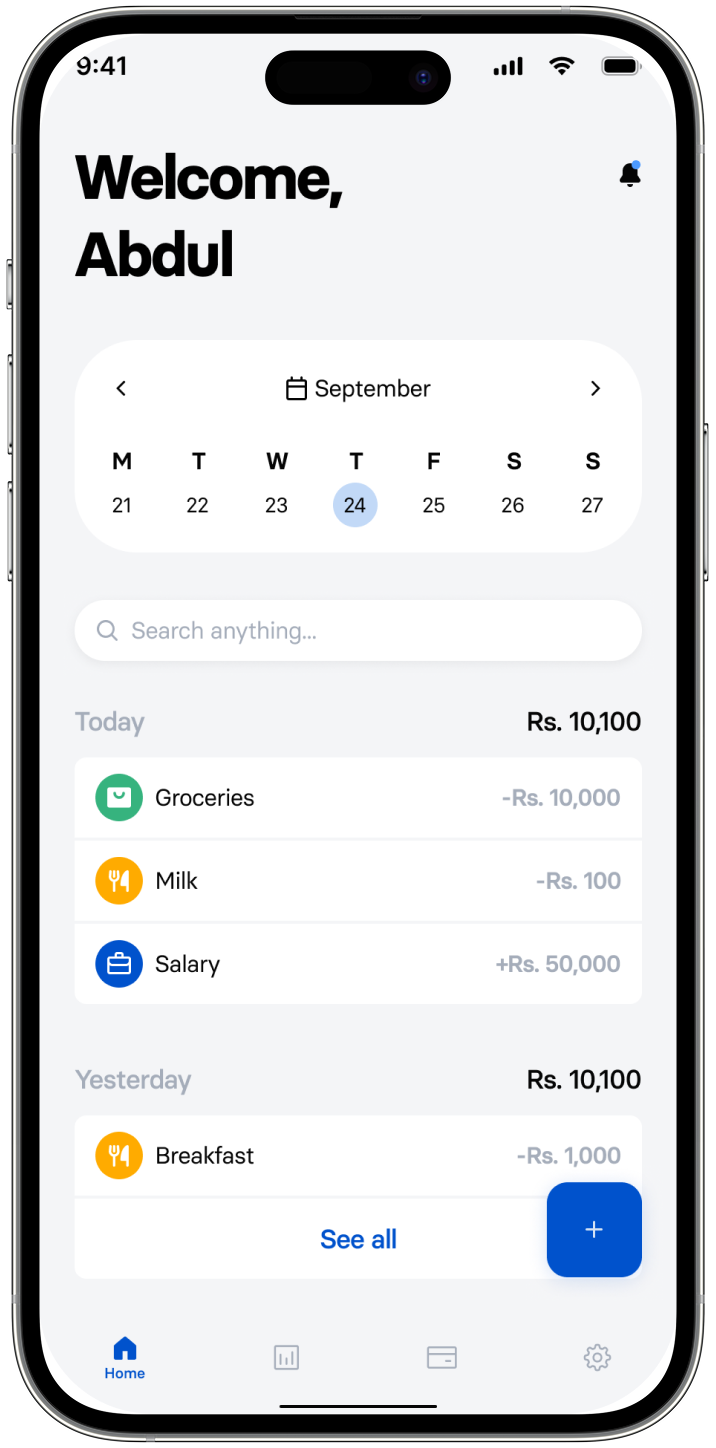 9:41
Welcome,
Abdul
September
M T W T F S S
21 22 23 24 25 26 27
Search anything...
Today Rs. 10,100
Groceries -Rs. 10,000
Milk -Rs. 100
Salary +Rs. 50,000
Yesterday Rs. 10,100
Breakfast -Rs. 1,000
See all
+
Home